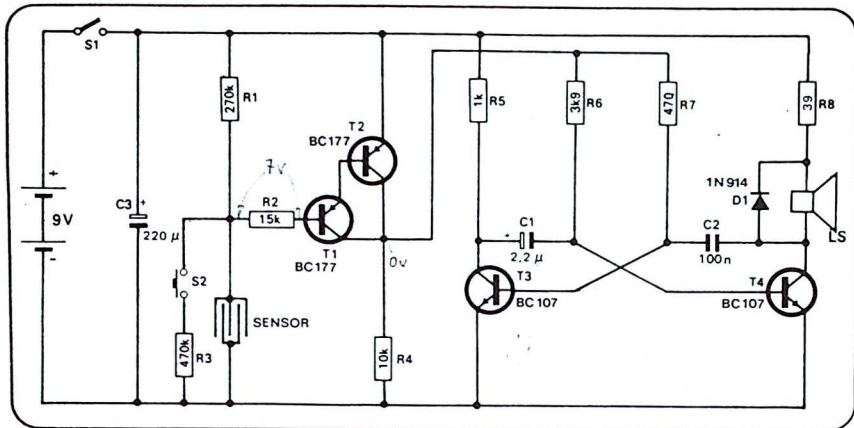 S1
R1
270k
T2
BC177
7v
R2
15k
T1
BC177
0v
+
9V
-
C3
+
220 µ
S2
SENSOR
R3
470k
R4
10k
R5
1k
R6
3k9
R7
470
R8
39
1N914
D1
LS
C1
+
2,2 µ
C2
100n
T3
BC107
T4
BC107